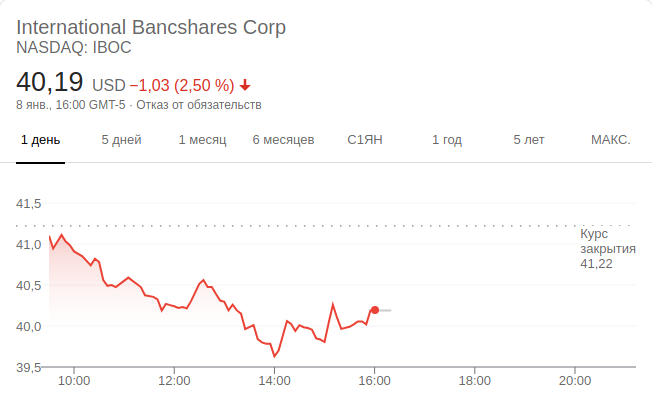 International Bancshares Corp
NASDAQ: IBOC
40,19 USD −1,03 (2,50 %)
8 янв., 16:00 GMT-5 · Отказ от обязательств
1 день 5 дней 1 месяц 6 месяцев С1ЯН 1 год 5 лет МАКС.
41,5
41,0
40,5
40,0
39,5
Курс
закрытия
41,22
10:00 12:00 14:00 16:00 18:00 20:00